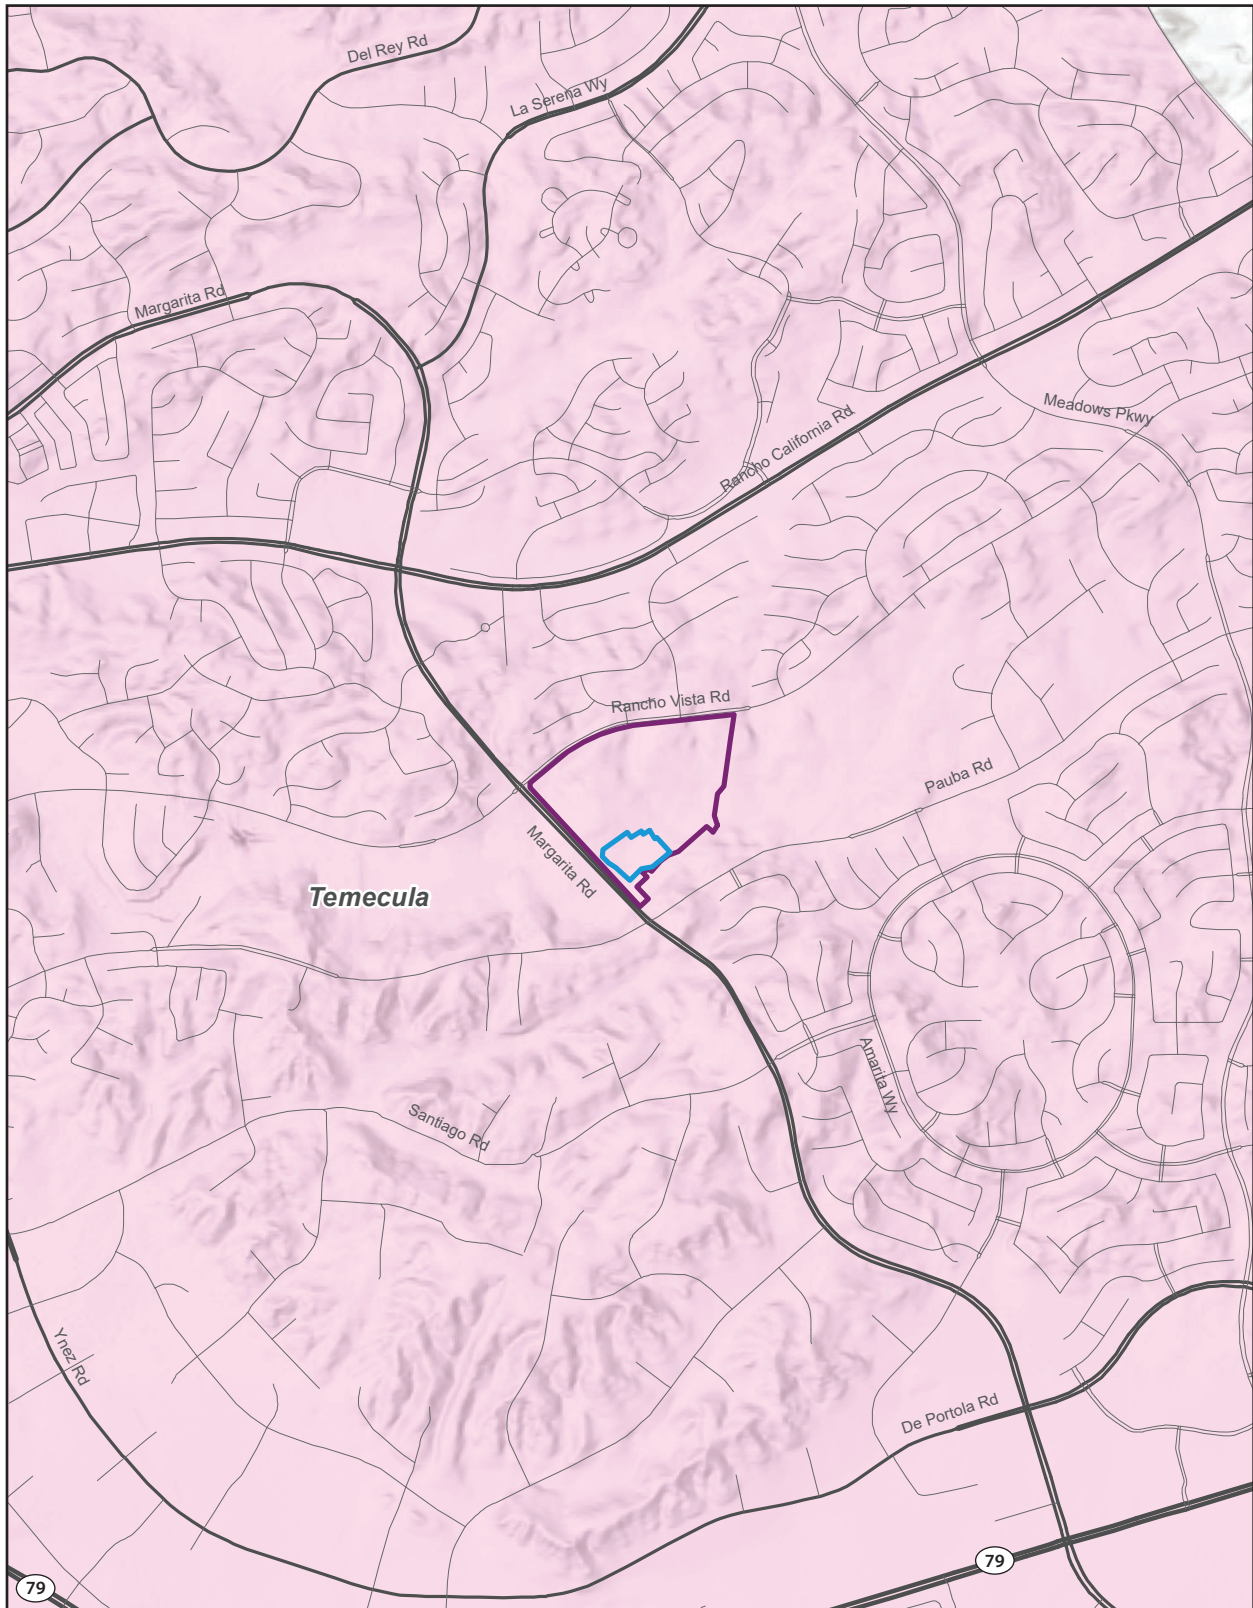 Del Rey Rd
La Serena Wy
Margarita Rd
Meadows Pkwy
Rancho California Rd
Rancho Vista Rd
Pauba Rd
Margarita Rd
Temecula
Amarita Wy
Santiago Rd
Ynez Rd
De Portola Rd
79
79